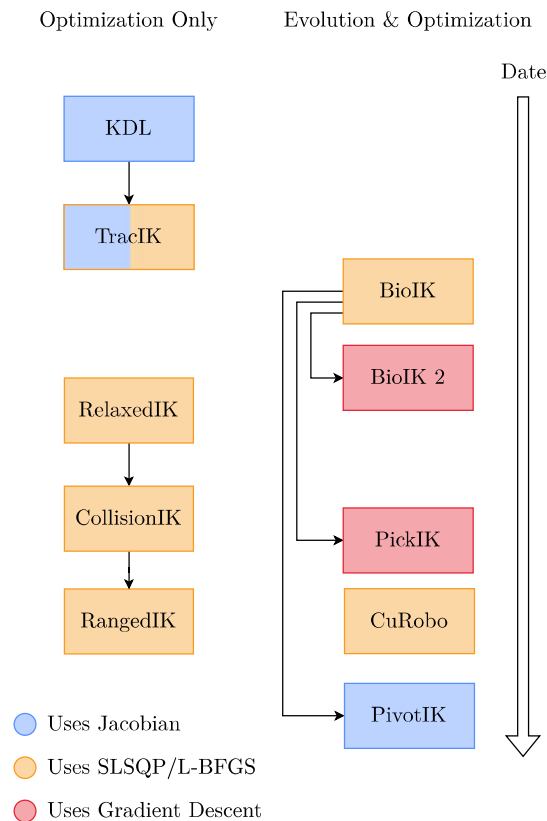 Optimization Only
Evolution & Optimization
Date
KDL
TracIK
BioIK
BioIK 2
RelaxedIK
CollisionIK
PickIK
RangedIK
CuRobo
PivotIK
Uses Jacobian
Uses SLSQP/L-BFGS
Uses Gradient Descent